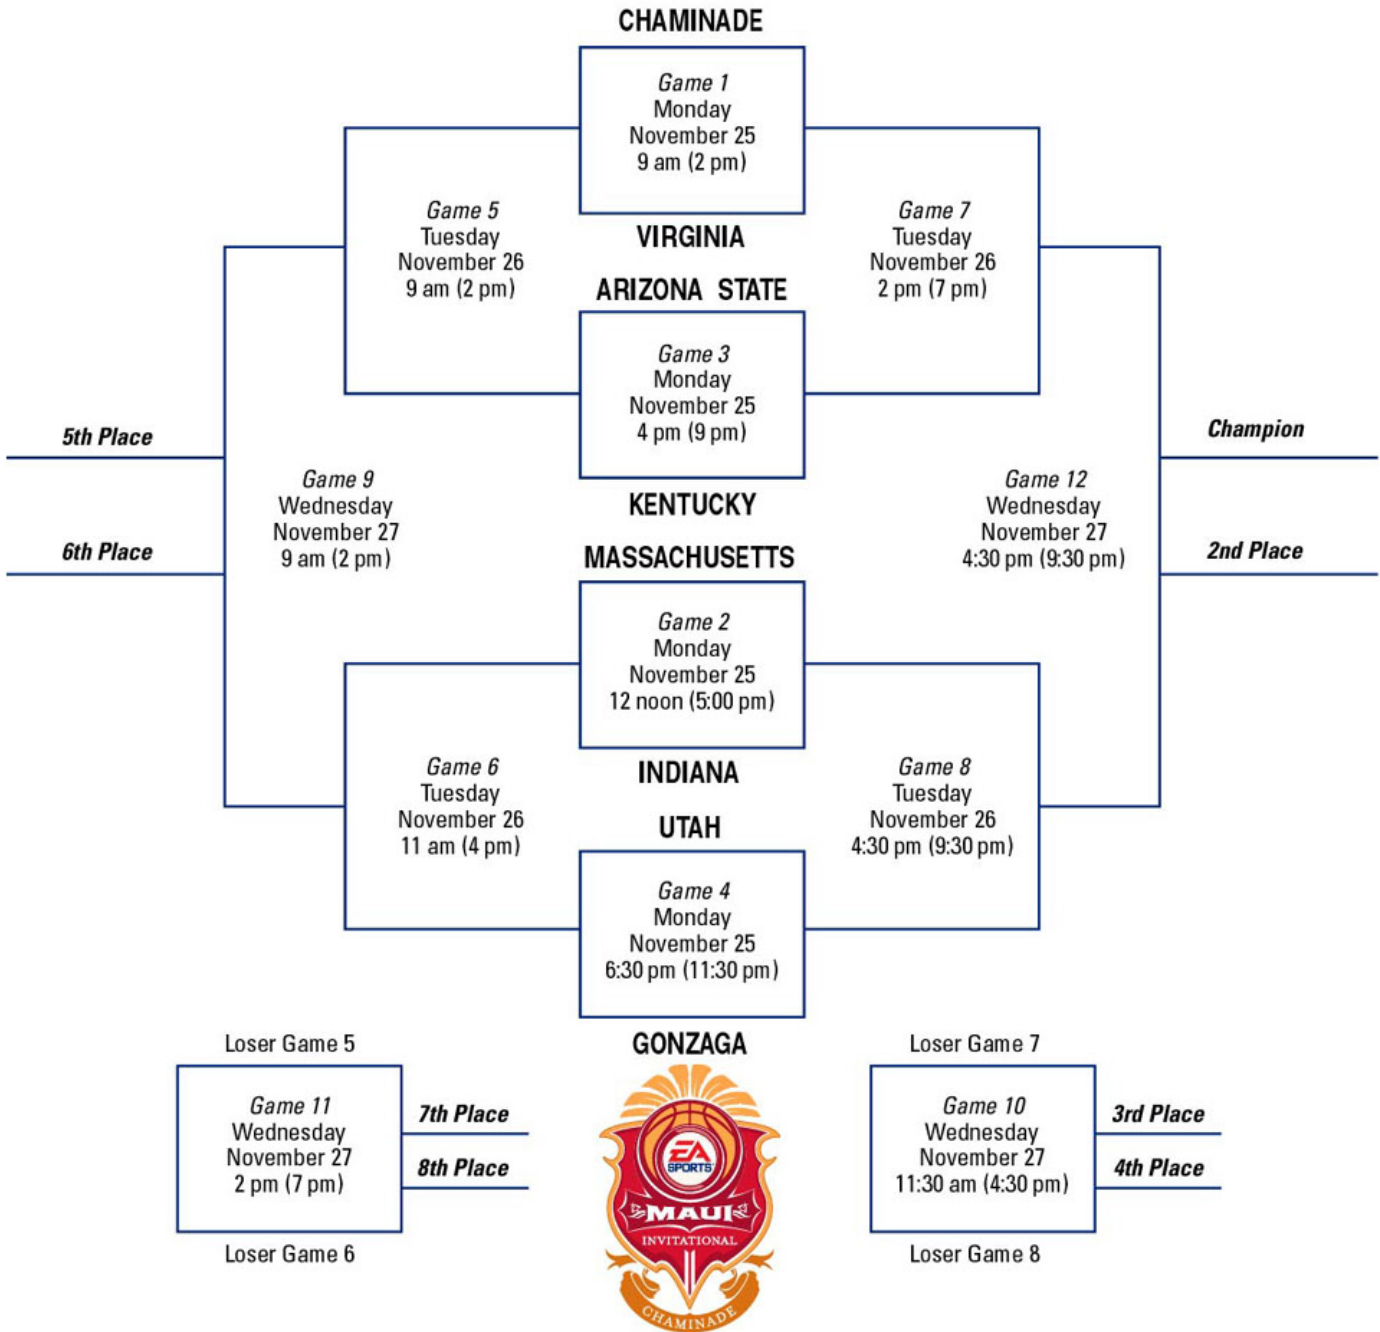 CHAMINADE
Game 1
Monday
November 25
9 am (2 pm)
VIRGINIA
Game 5
Tuesday
November 26
9 am (2 pm)
Game 7
Tuesday
November 26
2 pm (7 pm)
ARIZONA STATE
Game 3
Monday
November 25
4 pm (9 pm)
KENTUCKY
5th Place
6th Place
Game 9
Wednesday
November 27
9 am (2 pm)
Game 12
Wednesday
November 27
4:30 pm (9:30 pm)
Champion
2nd Place
MASSACHUSETTS
Game 2
Monday
November 25
12 noon (5:00 pm)
INDIANA
Game 6
Tuesday
November 26
11 am (4 pm)
Game 8
Tuesday
November 26
4:30 pm (9:30 pm)
UTAH
Game 4
Monday
November 25
6:30 pm (11:30 pm)
GONZAGA
Loser Game 5
Game 11
Wednesday
November 27
2 pm (7 pm)
7th Place
8th Place
Loser Game 6
EA
SPORTS
MAUI
INVITATIONAL
CHAMINADE
Loser Game 7
Game 10
Wednesday
November 27
11:30 am (4:30 pm)
3rd Place
4th Place
Loser Game 8